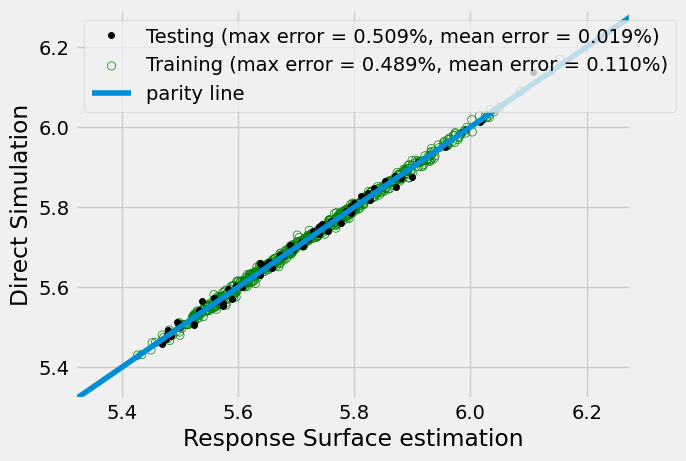 Testing (max error = 0.509%, mean error = 0.019%)
Training (max error = 0.489%, mean error = 0.110%)
parity line
6.2
6.0
5.8
5.6
5.4
Direct Simulation
5.4 5.6 5.8 6.0 6.2
Response Surface estimation